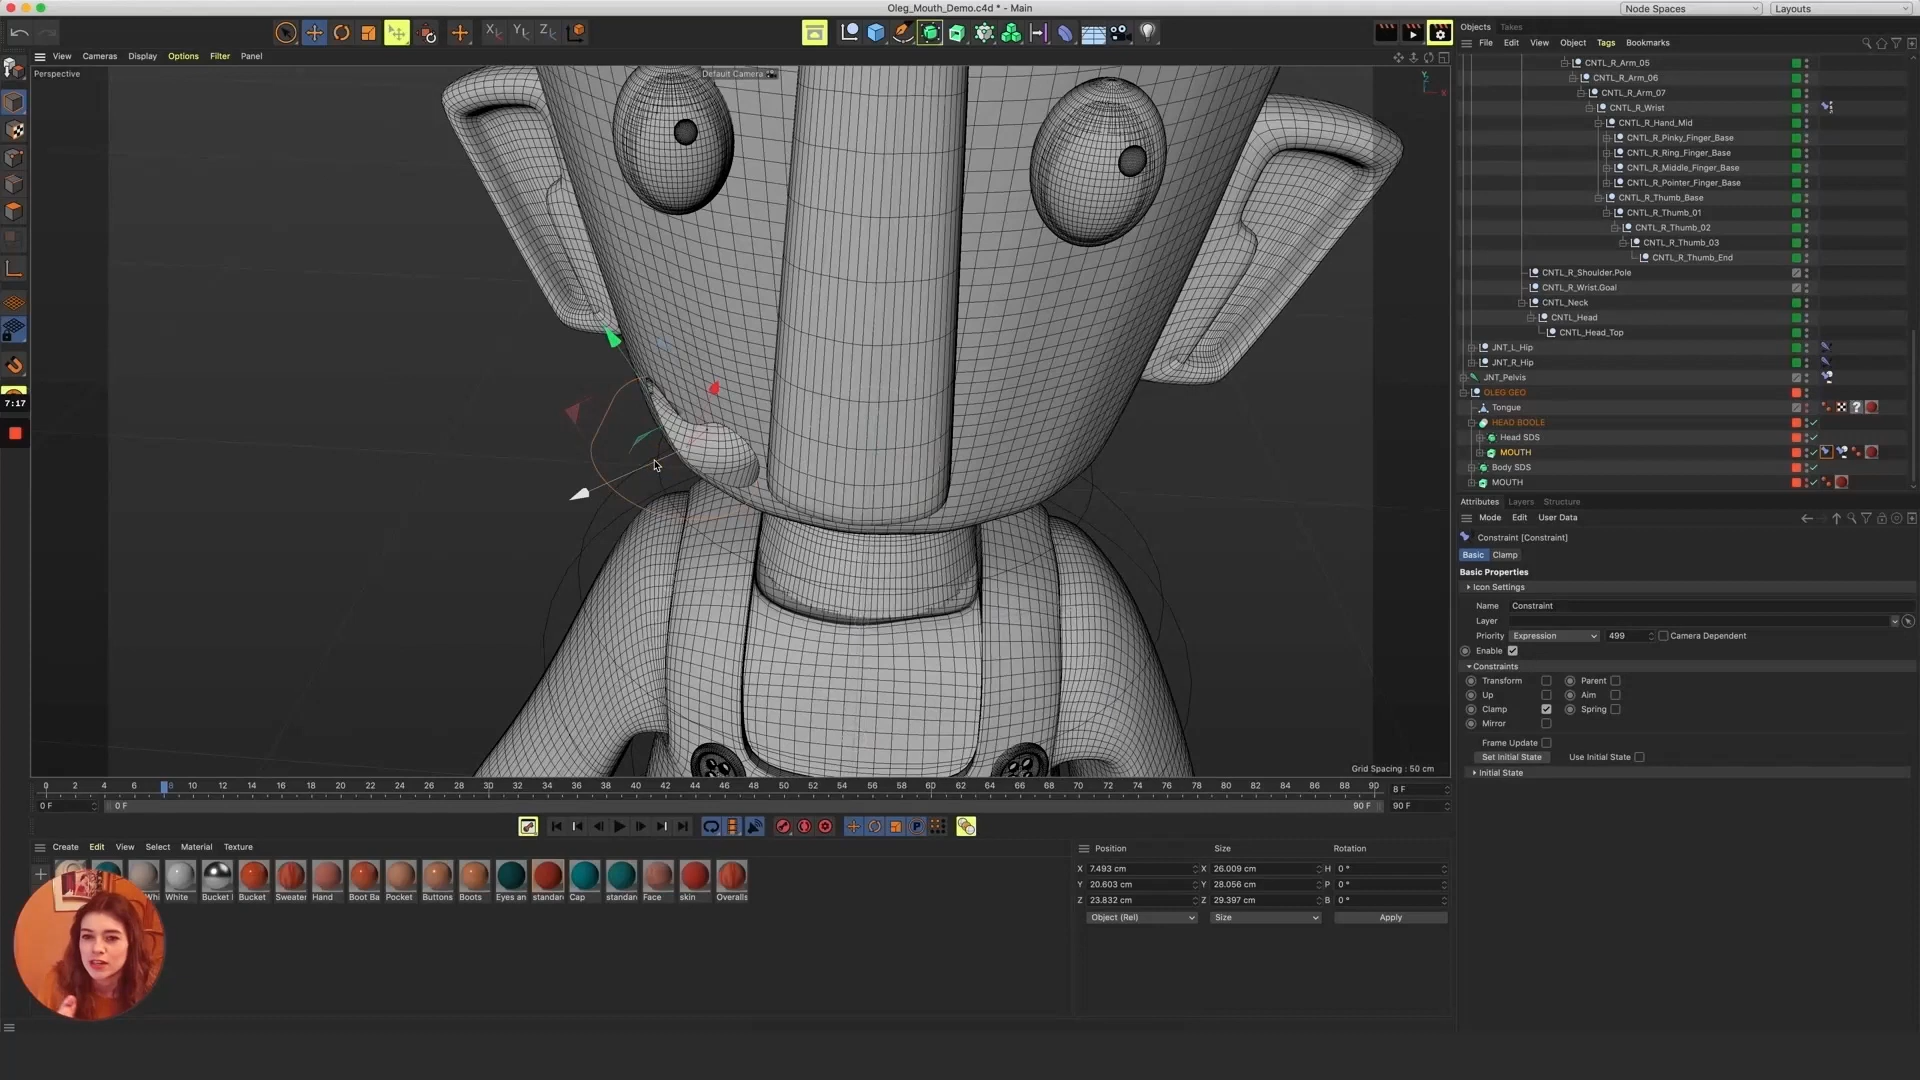 Oleg_Mouth_Demo.c4d * - Main
Node Spaces
Layouts
View Cameras Display Options Filter Panel
Perspective
Default Camera
Y
X
7:17
Grid Spacing : 50 cm
Objects Takes
File Edit View Object Tags Bookmarks
CNTL_R_Arm_05
CNTL_R_Arm_06
CNTL_R_Arm_07
CNTL_R_Wrist
CNTL_R_Hand_Mid
CNTL_R_Pinky_Finger_Base
CNTL_R_Ring_Finger_Base
CNTL_R_Middle_Finger_Base
CNTL_R_Pointer_Finger_Base
CNTL_R_Thumb_Base
CNTL_R_Thumb_01
CNTL_R_Thumb_02
CNTL_R_Thumb_03
CNTL_R_Thumb_End
CNTL_R_Shoulder.Pole
CNTL_R_Wrist.Goal
CNTL_Neck
CNTL_Head
CNTL_Head_Top
JNT_L_Hip
JNT_R_Hip
JNT_Pelvis
OLEG GEO
Tongue
HEAD BOOLE
Head SDS
MOUTH
Body SDS
MOUTH
Attributes Layers Structure
Mode Edit User Data
Constraint [Constraint]
Basic Clamp
Basic Properties
Icon Settings
Name Constraint
Layer
Priority Expression 499 Camera Dependent
Enable
Constraints
Transform Parent
Up Aim
Clamp Spring
Mirror
Frame Update
Set Initial State Use Initial State
Initial State
0 2 4 6 8 10 12 14 16 18 20 22 24 26 28 30 32 34 36 38 40 42 44 46 48 50 52 54 56 58 60 62 64 66 68 70 72 74 76 78 80 82 84 86 88 90 8 F
0 F 0 F 90 F 90 F
Create Edit View Select Material Texture
White Bucket Bucket Sweater Hand Boot Ba Pocket Buttons Boots Eyes an standard Cap standar Face skin Overalls
Position Size Rotation
X 7.493 cm X 26.009 cm H 0 °
Y 20.603 cm Y 28.056 cm P 0 °
Z 23.832 cm Z 29.397 cm B 0 °
Object (Rel) Size Apply